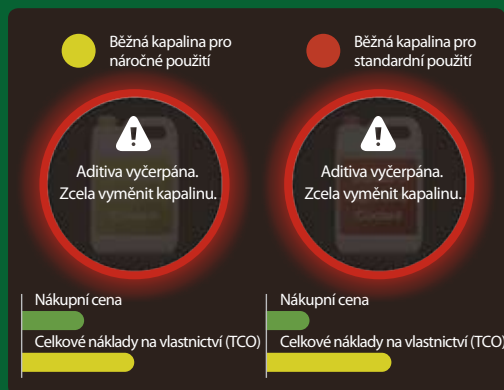 Běžná kapalina pro
náročné použití
Aditiva vyčerpána.
Zcela vyměnit kapalinu.
Nákupní cena
Celkové náklady na vlastnictví (TCO)
Běžná kapalina pro
standardní použití
Aditiva vyčerpána.
Zcela vyměnit kapalinu.
Nákupní cena
Celkové náklady na vlastnictví (TCO)